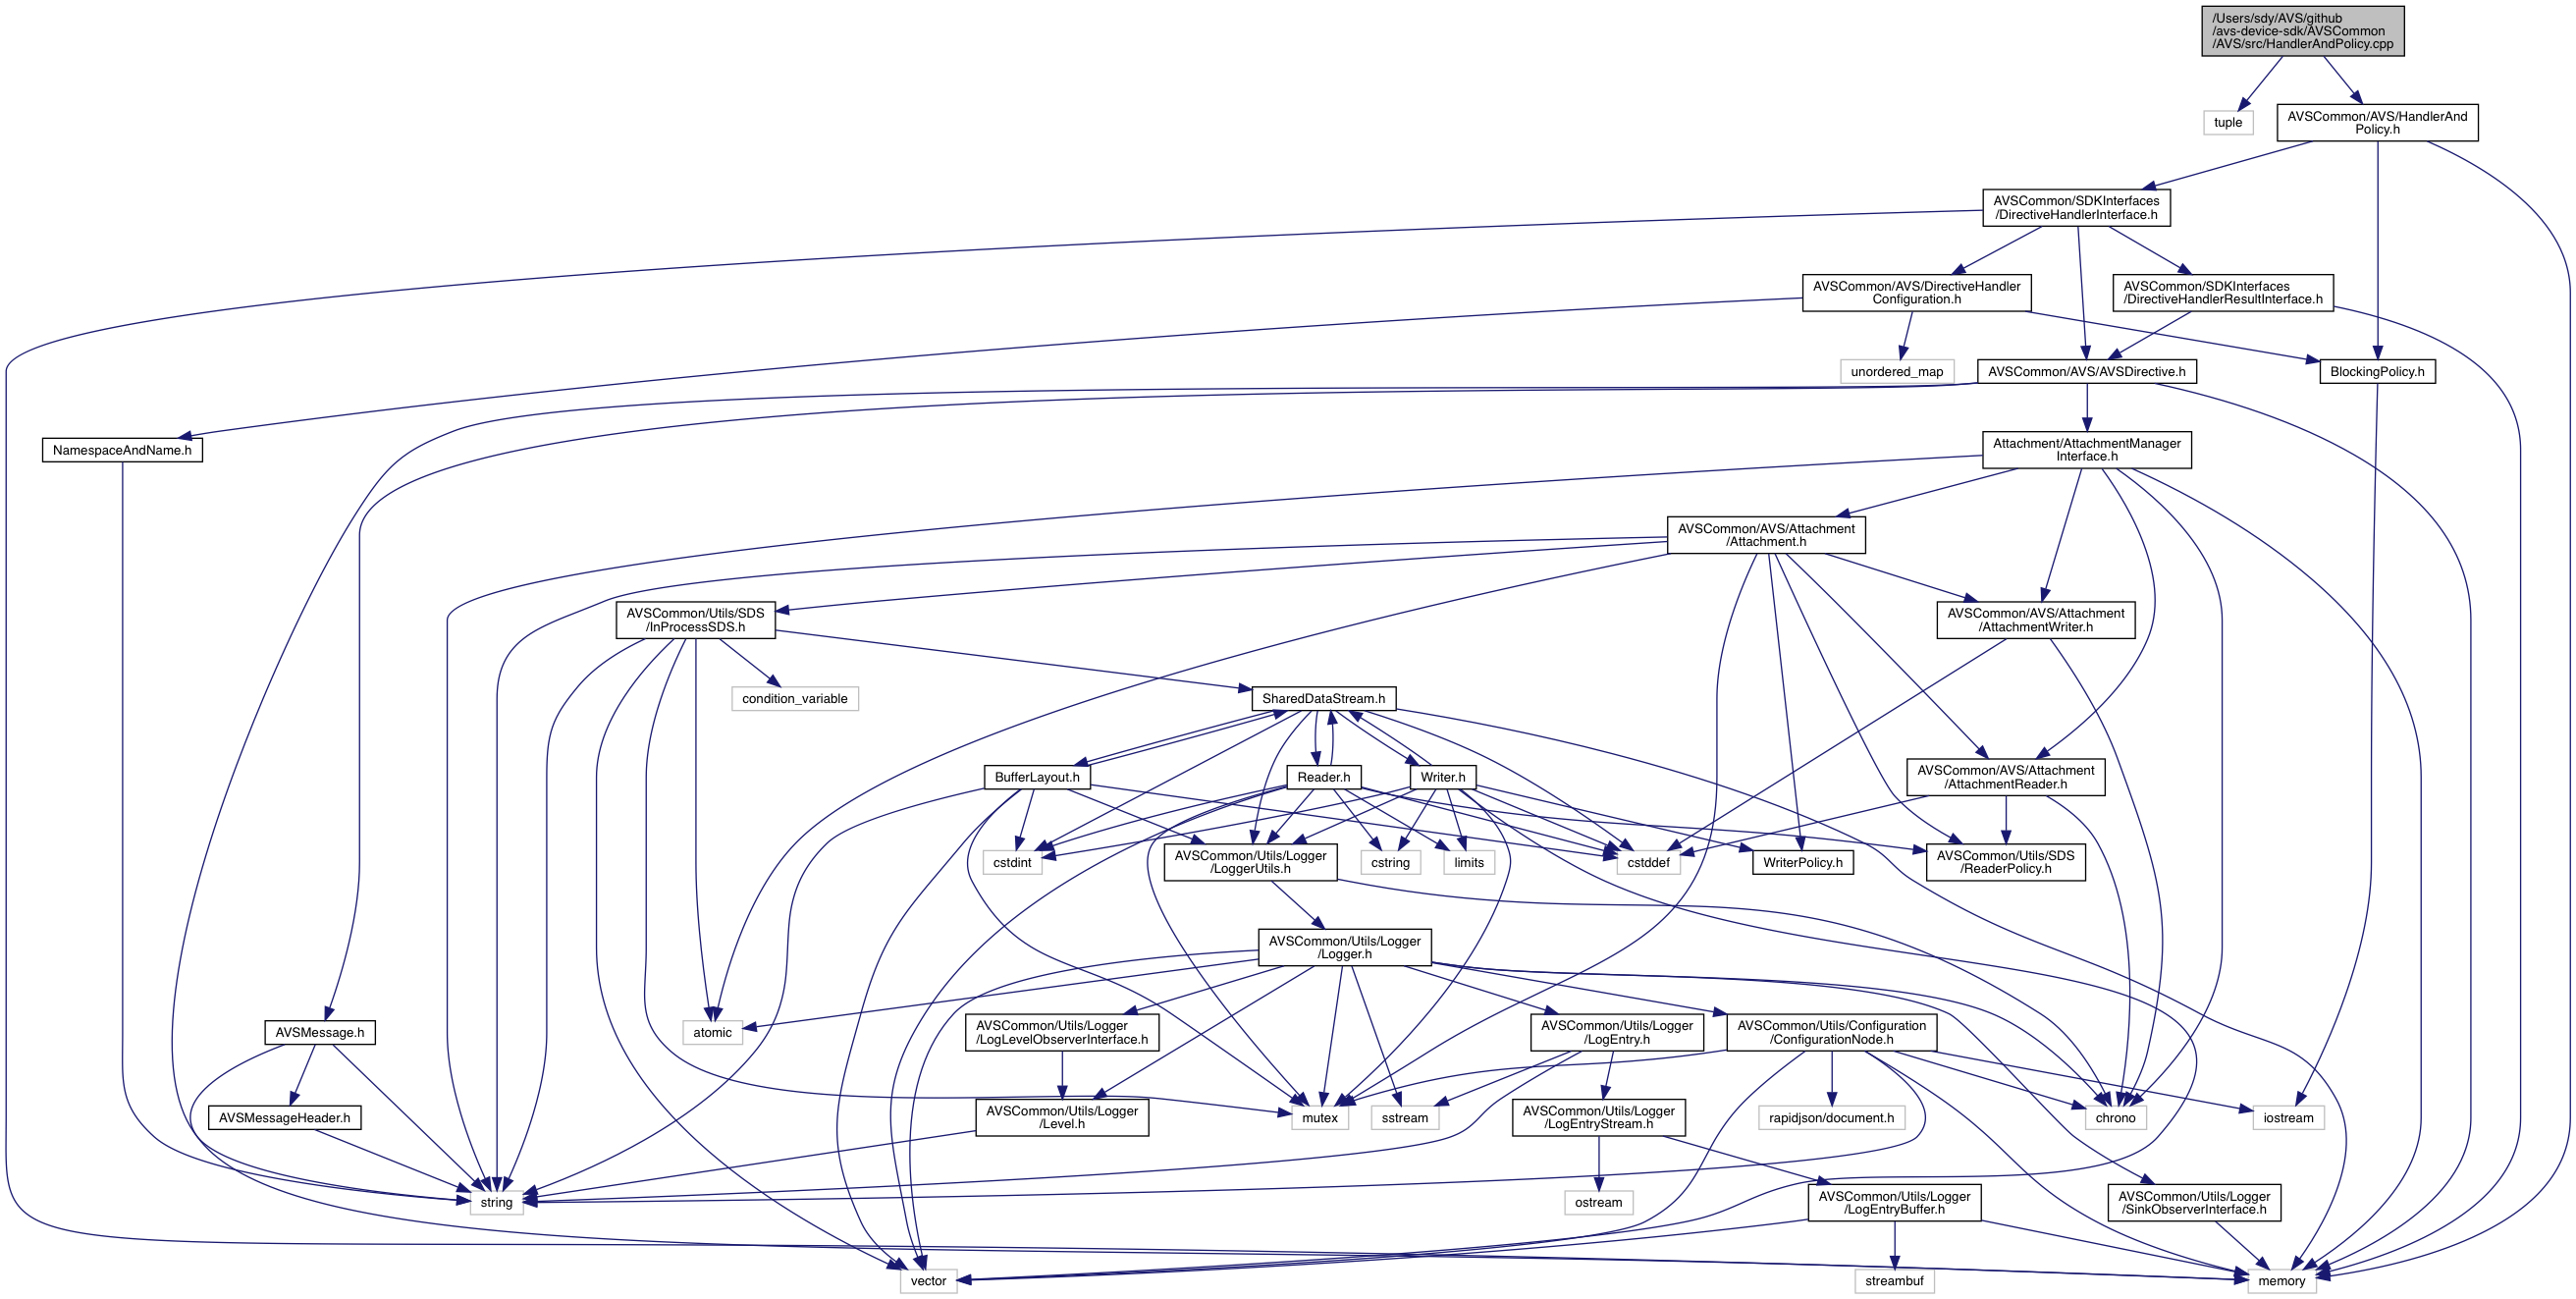 /Users/sdy/AVS/github
/avs-device-sdk/AVSCommon
/AVS/src/HandlerAndPolicy.cpp
tuple
AVSCommon/AVS/HandlerAnd
Policy.h
AVSCommon/SDKInterfaces
/DirectiveHandlerInterface.h
AVSCommon/AVS/DirectiveHandler
Configuration.h
AVSCommon/SDKInterfaces
/DirectiveHandlerResultInterface.h
unordered_map
AVSCommon/AVS/AVSDirective.h
BlockingPolicy.h
NamespaceAndName.h
Attachment/AttachmentManager
Interface.h
AVSCommon/AVS/Attachment
/Attachment.h
AVSCommon/Utils/SDS
/InProcessSDS.h
AVSCommon/AVS/Attachment
/AttachmentWriter.h
condition_variable
SharedDataStream.h
BufferLayout.h
Reader.h
Writer.h
AVSCommon/AVS/Attachment
/AttachmentReader.h
cstdint
AVSCommon/Utils/Logger
/LoggerUtils.h
cstring
limits
cstddef
WriterPolicy.h
AVSCommon/Utils/SDS
/ReaderPolicy.h
AVSCommon/Utils/Logger
/Logger.h
AVSMessage.h
atomic
AVSCommon/Utils/Logger
/LogLevelObserverInterface.h
AVSCommon/Utils/Logger
/LogEntry.h
AVSCommon/Utils/Configuration
/ConfigurationNode.h
AVSMessageHeader.h
AVSCommon/Utils/Logger
/Level.h
mutex
sstream
AVSCommon/Utils/Logger
/LogEntryStream.h
rapidjson/document.h
chrono
iostream
string
ostream
AVSCommon/Utils/Logger
/LogEntryBuffer.h
AVSCommon/Utils/Logger
/SinkObserverInterface.h
vector
streambuf
memory